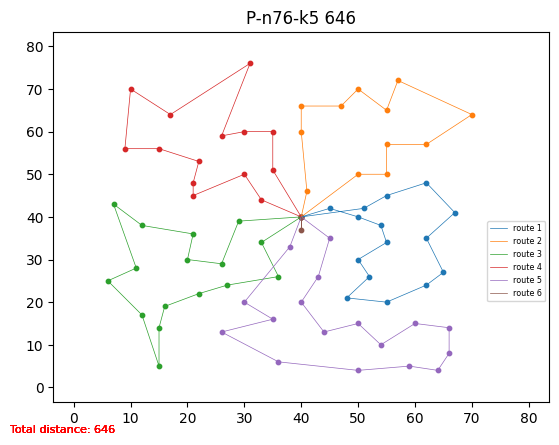 P-n76-k5 646
80
70
60
50
40
30
20
10
0
route 1
route 2
route 3
route 4
route 5
route 6
0 10 20 30 40 50 60 70 80
Total distance: 646